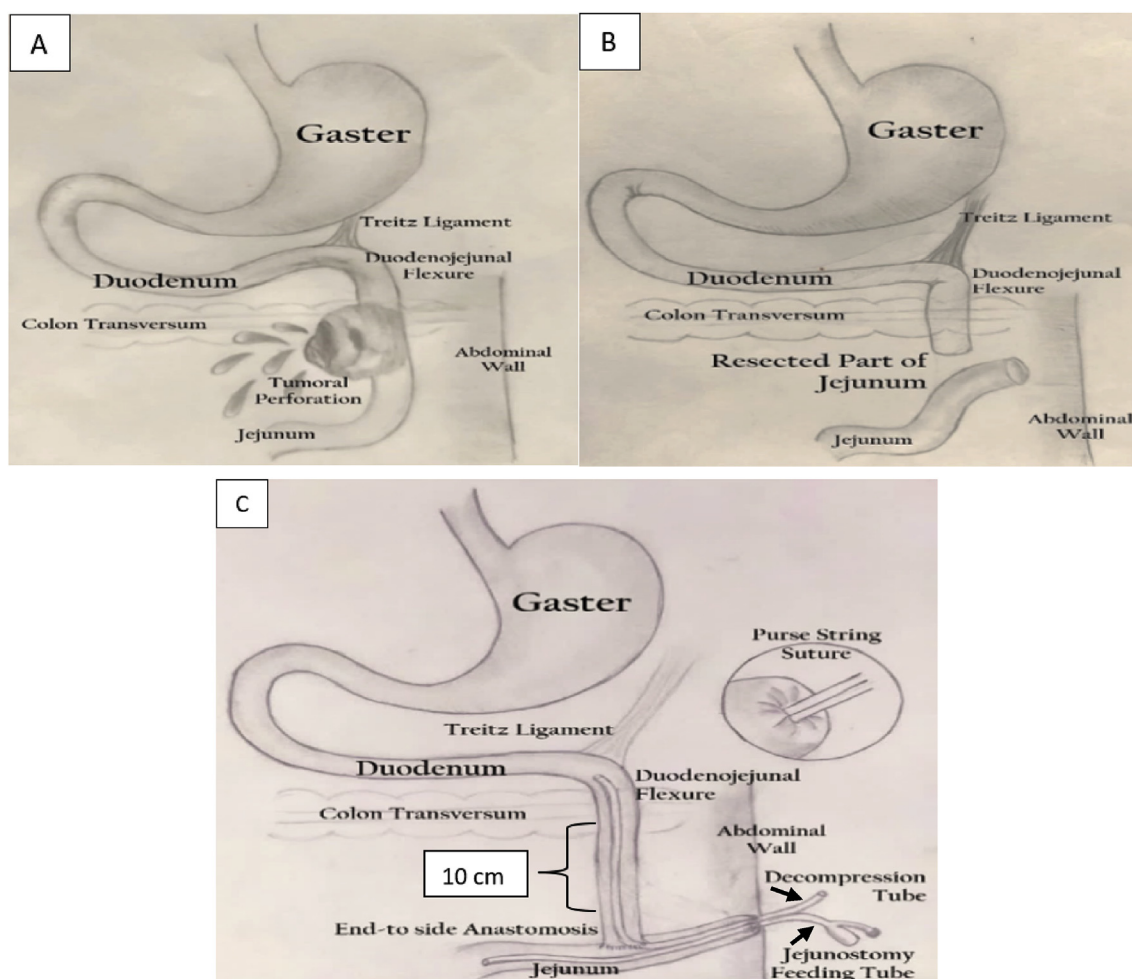 A
Gaster
Treitz Ligament
Duodenojejunal
Flexure
Duodenum
Colon Transversum
Abdominal
Wall
Tumoral
Perforation
Jejunum
B
Gaster
Treitz Ligament
Duodenum
Duodenojejunal
Flexure
Colon Transversum
Resected Part of
Jejunum
Abdominal
Wall
Jejunum
C
Gaster
Purse String
Suture
Treitz Ligament
Duodenum
Duodenojejunal
Flexure
Colon Transversum
Abdominal
Wall
10 cm
Decompression
Tube
End-to side Anastomosis
Jejunum
Jejunostomy
Feeding Tube